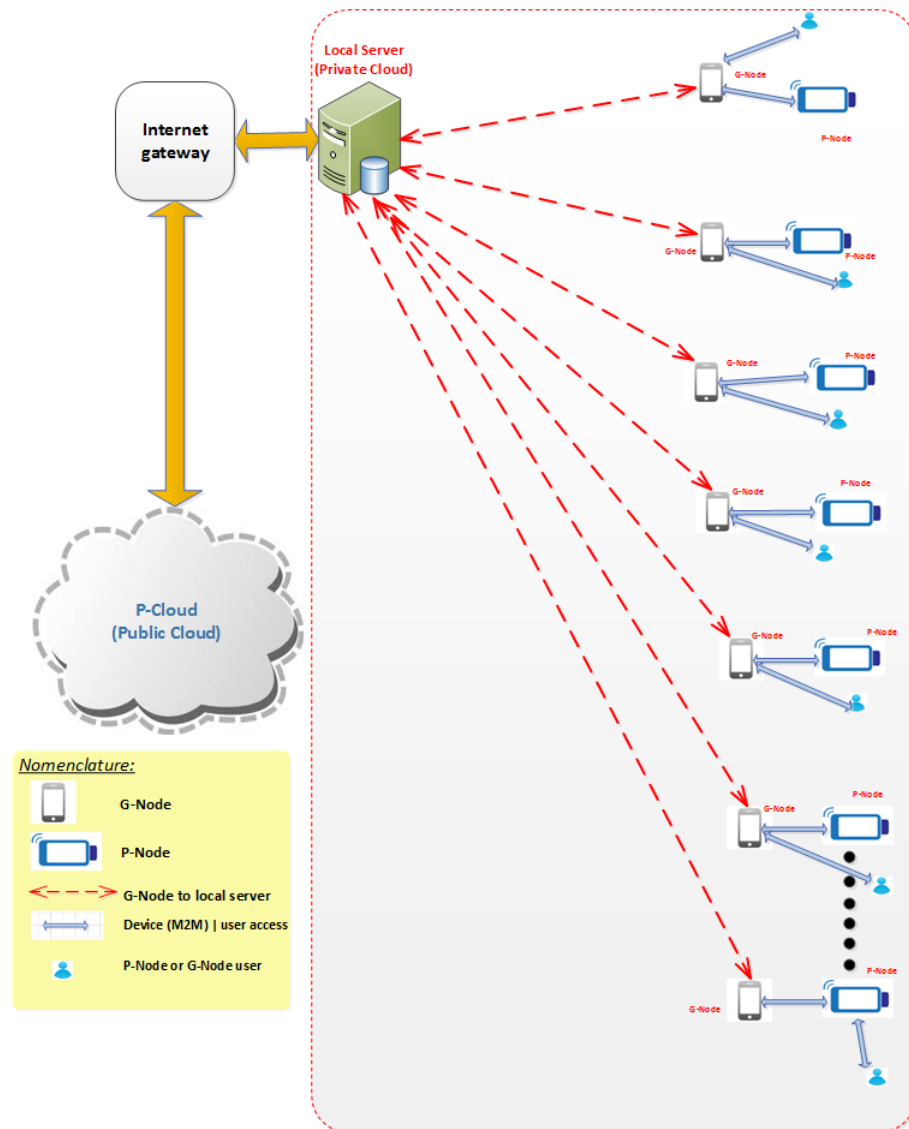 Local Server
(Private Cloud)
Internet
gateway
G-Node
P-Node
G-Node
P-Node
G-Node
P-Node
G-Node
P-Node
G-Node
P-Node
G-Node
P-Node
G-Node
P-Node
P-Cloud
(Public Cloud)
Nomenclature:
G-Node
P-Node
G-Node to local server
Device (M2M) | user access
P-Node or G-Node user